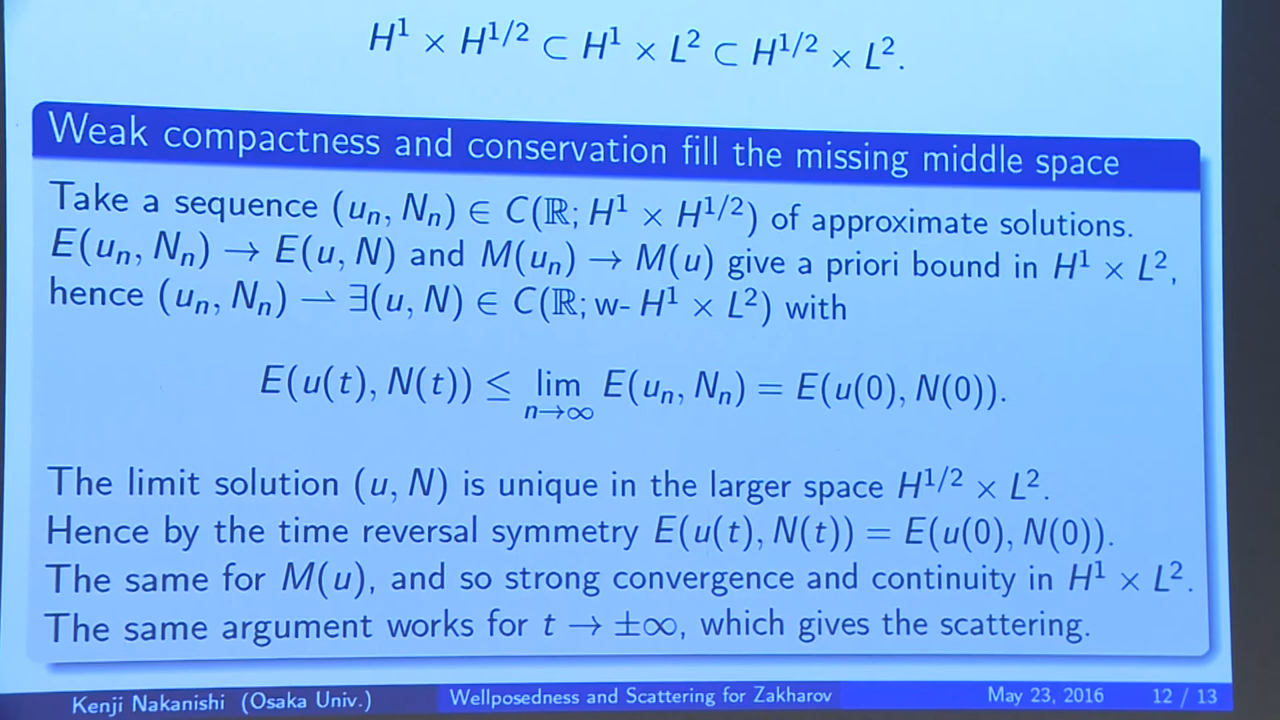 H¹ × H^{1/2} ⊂ H¹ × L² ⊂ H^{1/2} × L².
Weak compactness and conservation fill the missing middle space
Take a sequence (u_n, N_n) ∈ C(ℝ; H¹ × H^{1/2}) of approximate solutions.
E(u_n, N_n) → E(u, N) and M(u_n) → M(u) give a priori bound in H¹ × L²,
hence (u_n, N_n) ⇀ ∃(u, N) ∈ C(ℝ; w- H¹ × L²) with
E(u(t), N(t)) ≤ lim_{n→∞} E(u_n, N_n) = E(u(0), N(0)).
The limit solution (u, N) is unique in the larger space H^{1/2} × L².
Hence by the time reversal symmetry E(u(t), N(t)) = E(u(0), N(0)).
The same for M(u), and so strong convergence and continuity in H¹ × L².
The same argument works for t → ±∞, which gives the scattering.
Kenji Nakanishi (Osaka Univ.) Wellposedness and Scattering for Zakharov May 23, 2016 12 / 13